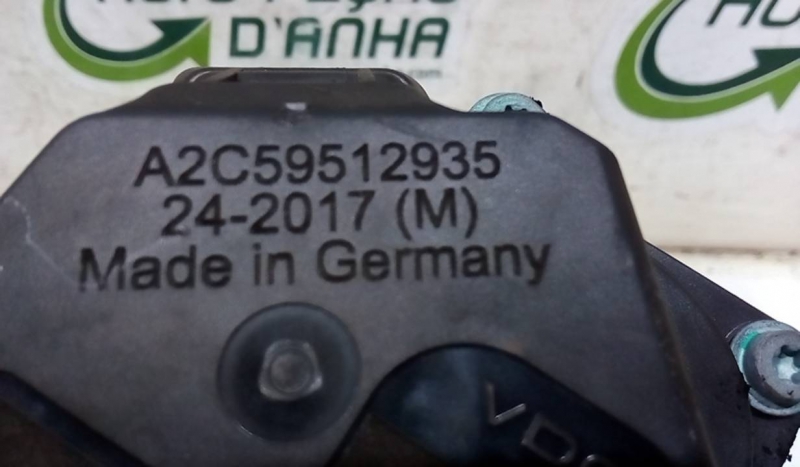 D'ANHA
A2C59512935
24-2017 (M)
Made in Germany